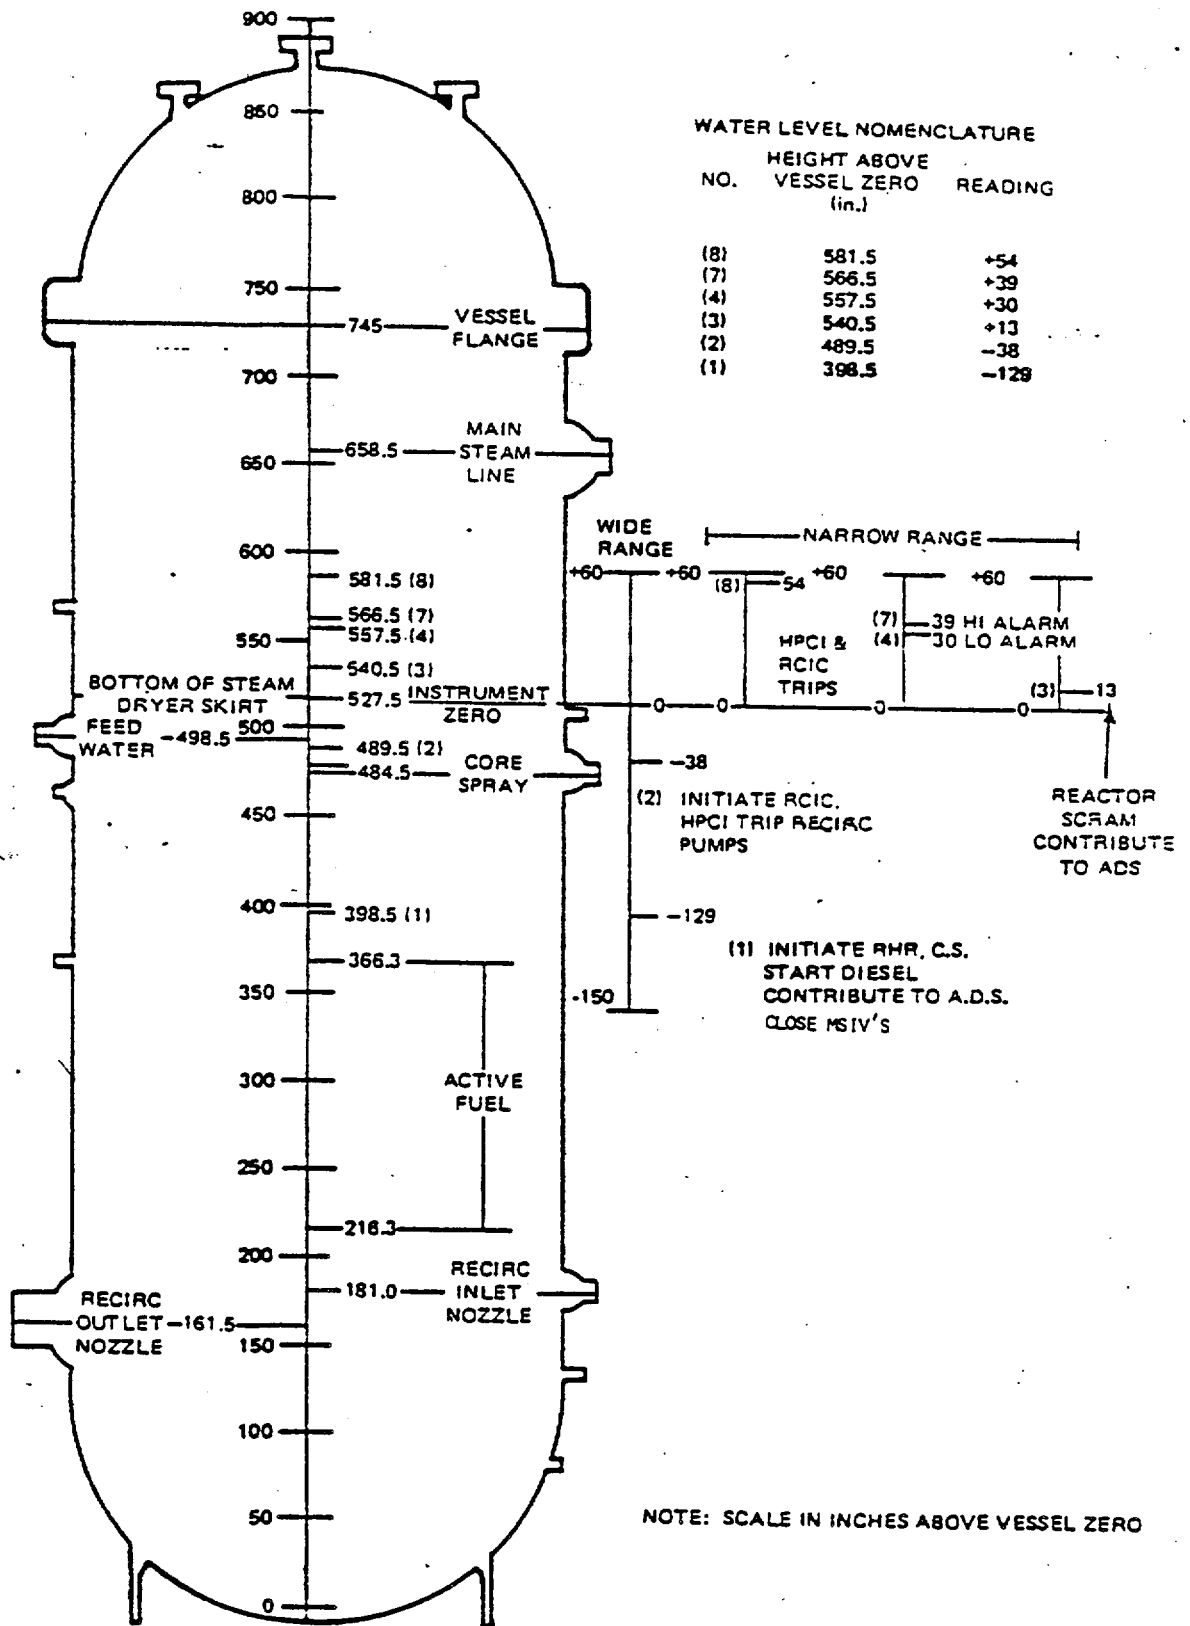 900
850
800
750
745 VESSEL FLANGE
700
MAIN STEAM LINE
658.5
650
600
581.5 (8)
566.5 (7)
557.5 (4)
550
540.5 (3)
BOTTOM OF STEAM DRYER SKIRT
527.5 INSTRUMENT ZERO
500
FEED WATER -498.5
489.5 (2)
484.5 CORE SPRAY
450
400
398.5 (1)
366.3
350
300
ACTIVE FUEL
250
216.3
200
181.0 RECIRC INLET NOZZLE
RECIRC OUTLET NOZZLE -161.5
150
100
50
0
WATER LEVEL NOMENCLATURE
HEIGHT ABOVE
NO. VESSEL ZERO READING
(in.)
(8) 581.5 +54
(7) 566.5 +39
(4) 557.5 +30
(3) 540.5 +13
(2) 489.5 -38
(1) 398.5 -129
WIDE RANGE
NARROW RANGE
+60 +60 +60 +60
(8) 54
(7) 39 HI ALARM
(4) 30 LO ALARM
HPCI &
RCIC
TRIPS
(3) 13
0 0 0 0
-38
(2) INITIATE RCIC,
HPCI TRIP RECIRC
PUMPS
REACTOR
SCRAM
CONTRIBUTE
TO ADS
-129
(1) INITIATE RHR, C.S.
START DIESEL
CONTRIBUTE TO A.D.S.
CLOSE MSIV'S
-150
NOTE: SCALE IN INCHES ABOVE VESSEL ZERO